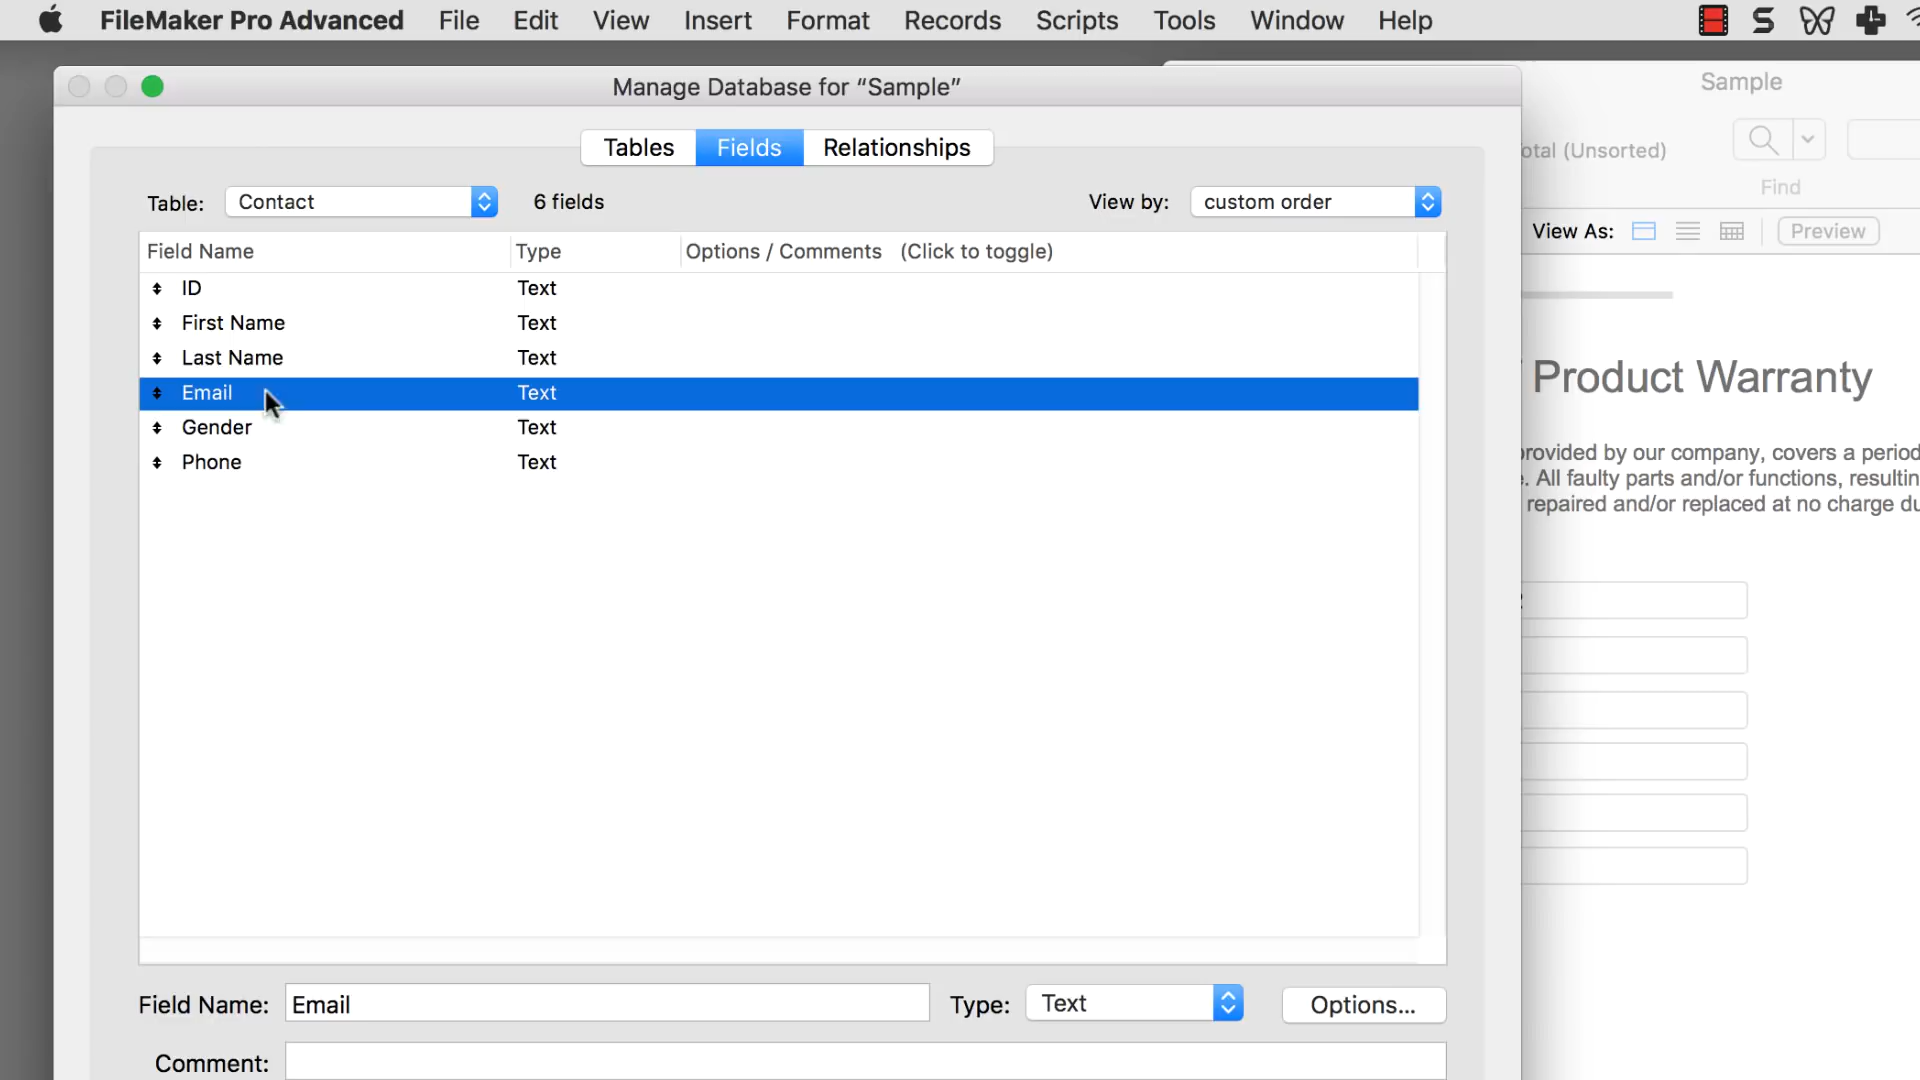 FileMaker Pro Advanced File Edit View Insert Format Records Scripts Tools Window Help
Manage Database for “Sample”
Sample
Tables Fields Relationships
(Unsorted)
Find
Table: Contact 6 fields View by: custom order
View As: Preview
Field Name Type Options / Comments (Click to toggle)
ID Text
First Name Text
Last Name Text
Email Text
Gender Text
Phone Text
Product Warranty
by our company, covers a period
All faulty parts and/or functions,
repaired and/or replaced at no charge
Field Name: Email Type: Text Options...
Comment: